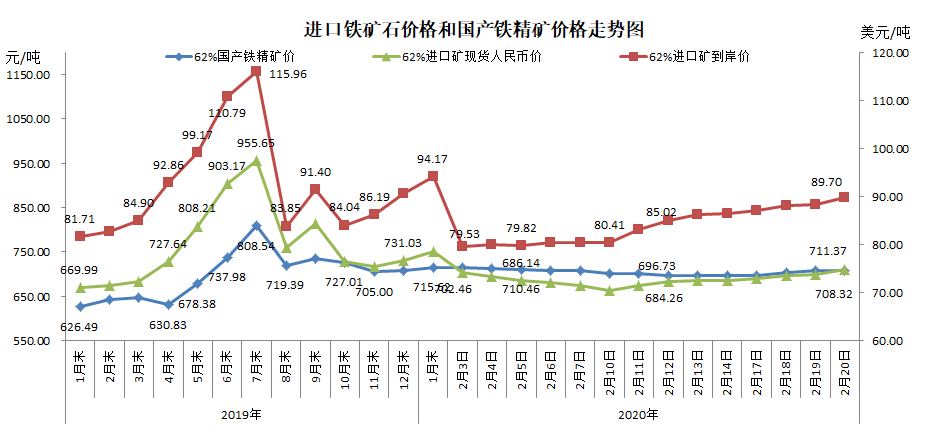 进口铁矿石价格和国产铁精矿价格走势图
元/吨
美元/吨
62%国产铁精矿价 62%进口矿现货人民币价 62%进口矿到岸价
1150.00
1050.00
950.00
850.00
750.00
650.00
550.00
120.00
110.00
100.00
90.00
80.00
70.00
60.00
81.71 84.90 92.86 99.17 110.79 115.96 83.85 91.40 84.04 86.19 94.17 79.53 79.82 80.41 85.02 89.70
669.99 727.64 808.21 903.17 955.65 731.03 702.46 686.14 684.26 711.37
626.49 630.83 678.38 737.98 808.54 719.39 727.01 705.00 715.62 710.46 696.73 708.32
1月末 2月末 3月末 4月末 5月末 6月末 7月末 8月末 9月末 10月末 11月末 12月末 1月末 2月3日 2月4日 2月5日 2月6日 2月7日 2月10日 2月11日 2月12日 2月13日 2月14日 2月17日 2月18日 2月19日 2月20日
2019年 2020年